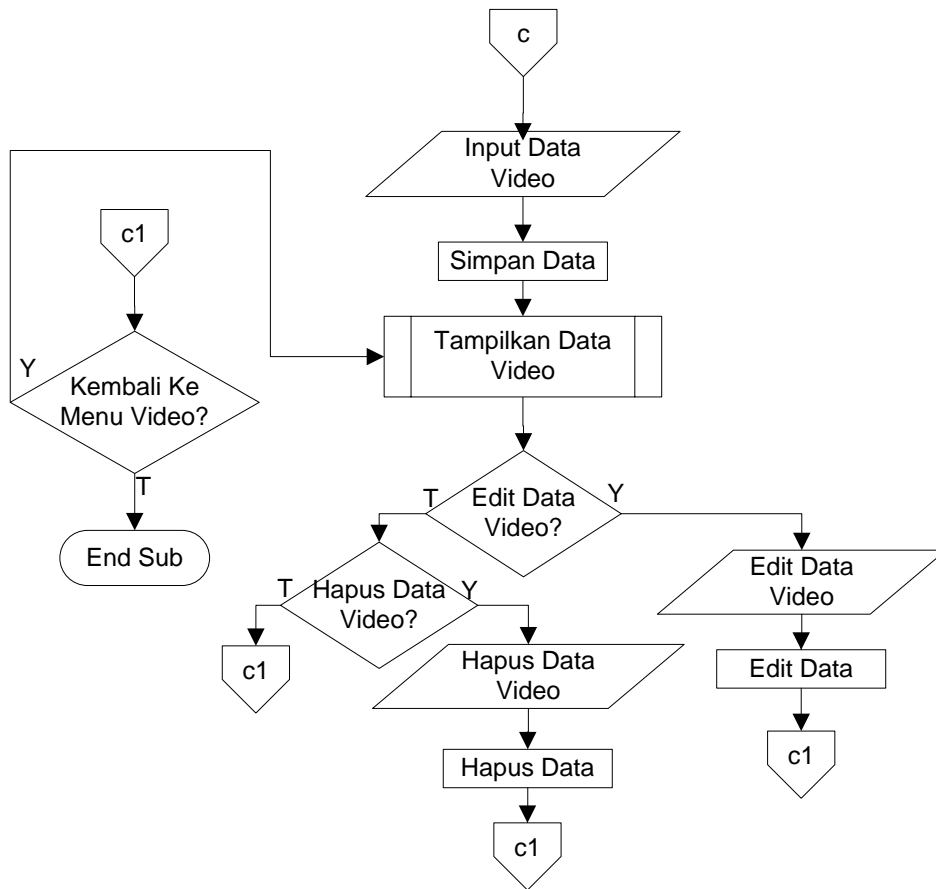 c
Input Data
Video
c1
Simpan Data
Tampilkan Data
Video
Y
Kembali Ke
Menu Video?
T
End Sub
T
Edit Data
Video?
Y
T
Hapus Data
Video?
Y
Edit Data
Video
c1
Hapus Data
Video
Edit Data
Hapus Data
c1
c1